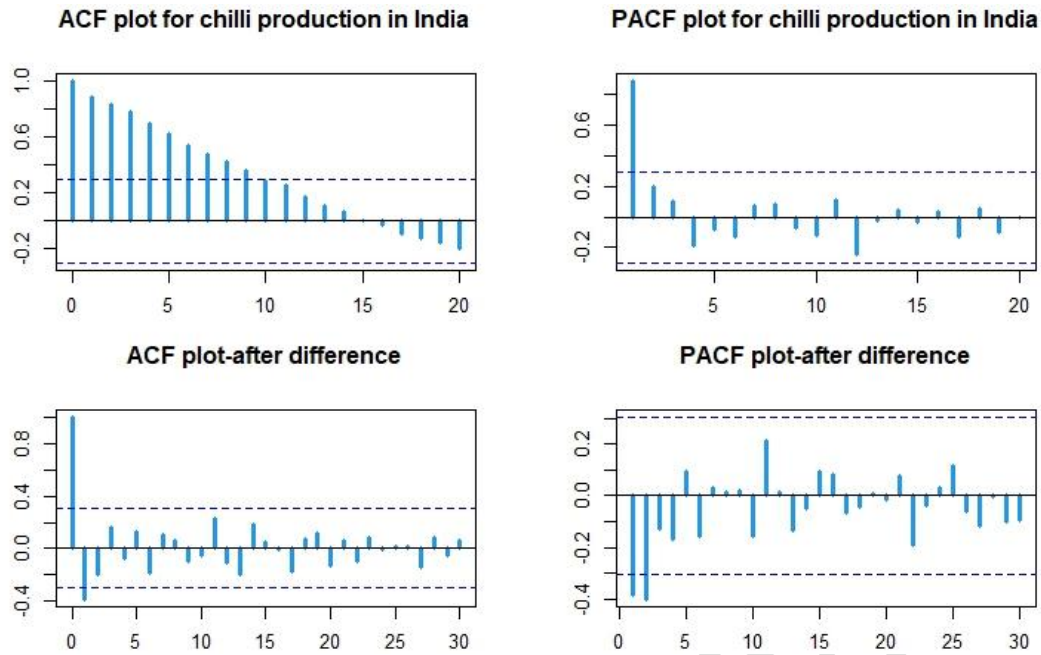 ACF plot for chilli production in India
PACF plot for chilli production in India
1.0
0.6
0.2
-0.2
0 5 10 15 20
0.6
0.2
-0.2
5 10 15 20
ACF plot-after difference
PACF plot-after difference
0.8
0.4
0.0
-0.4
0 5 10 15 20 25 30
0.2
0.0
-0.2
-0.4
0 5 10 15 20 25 30